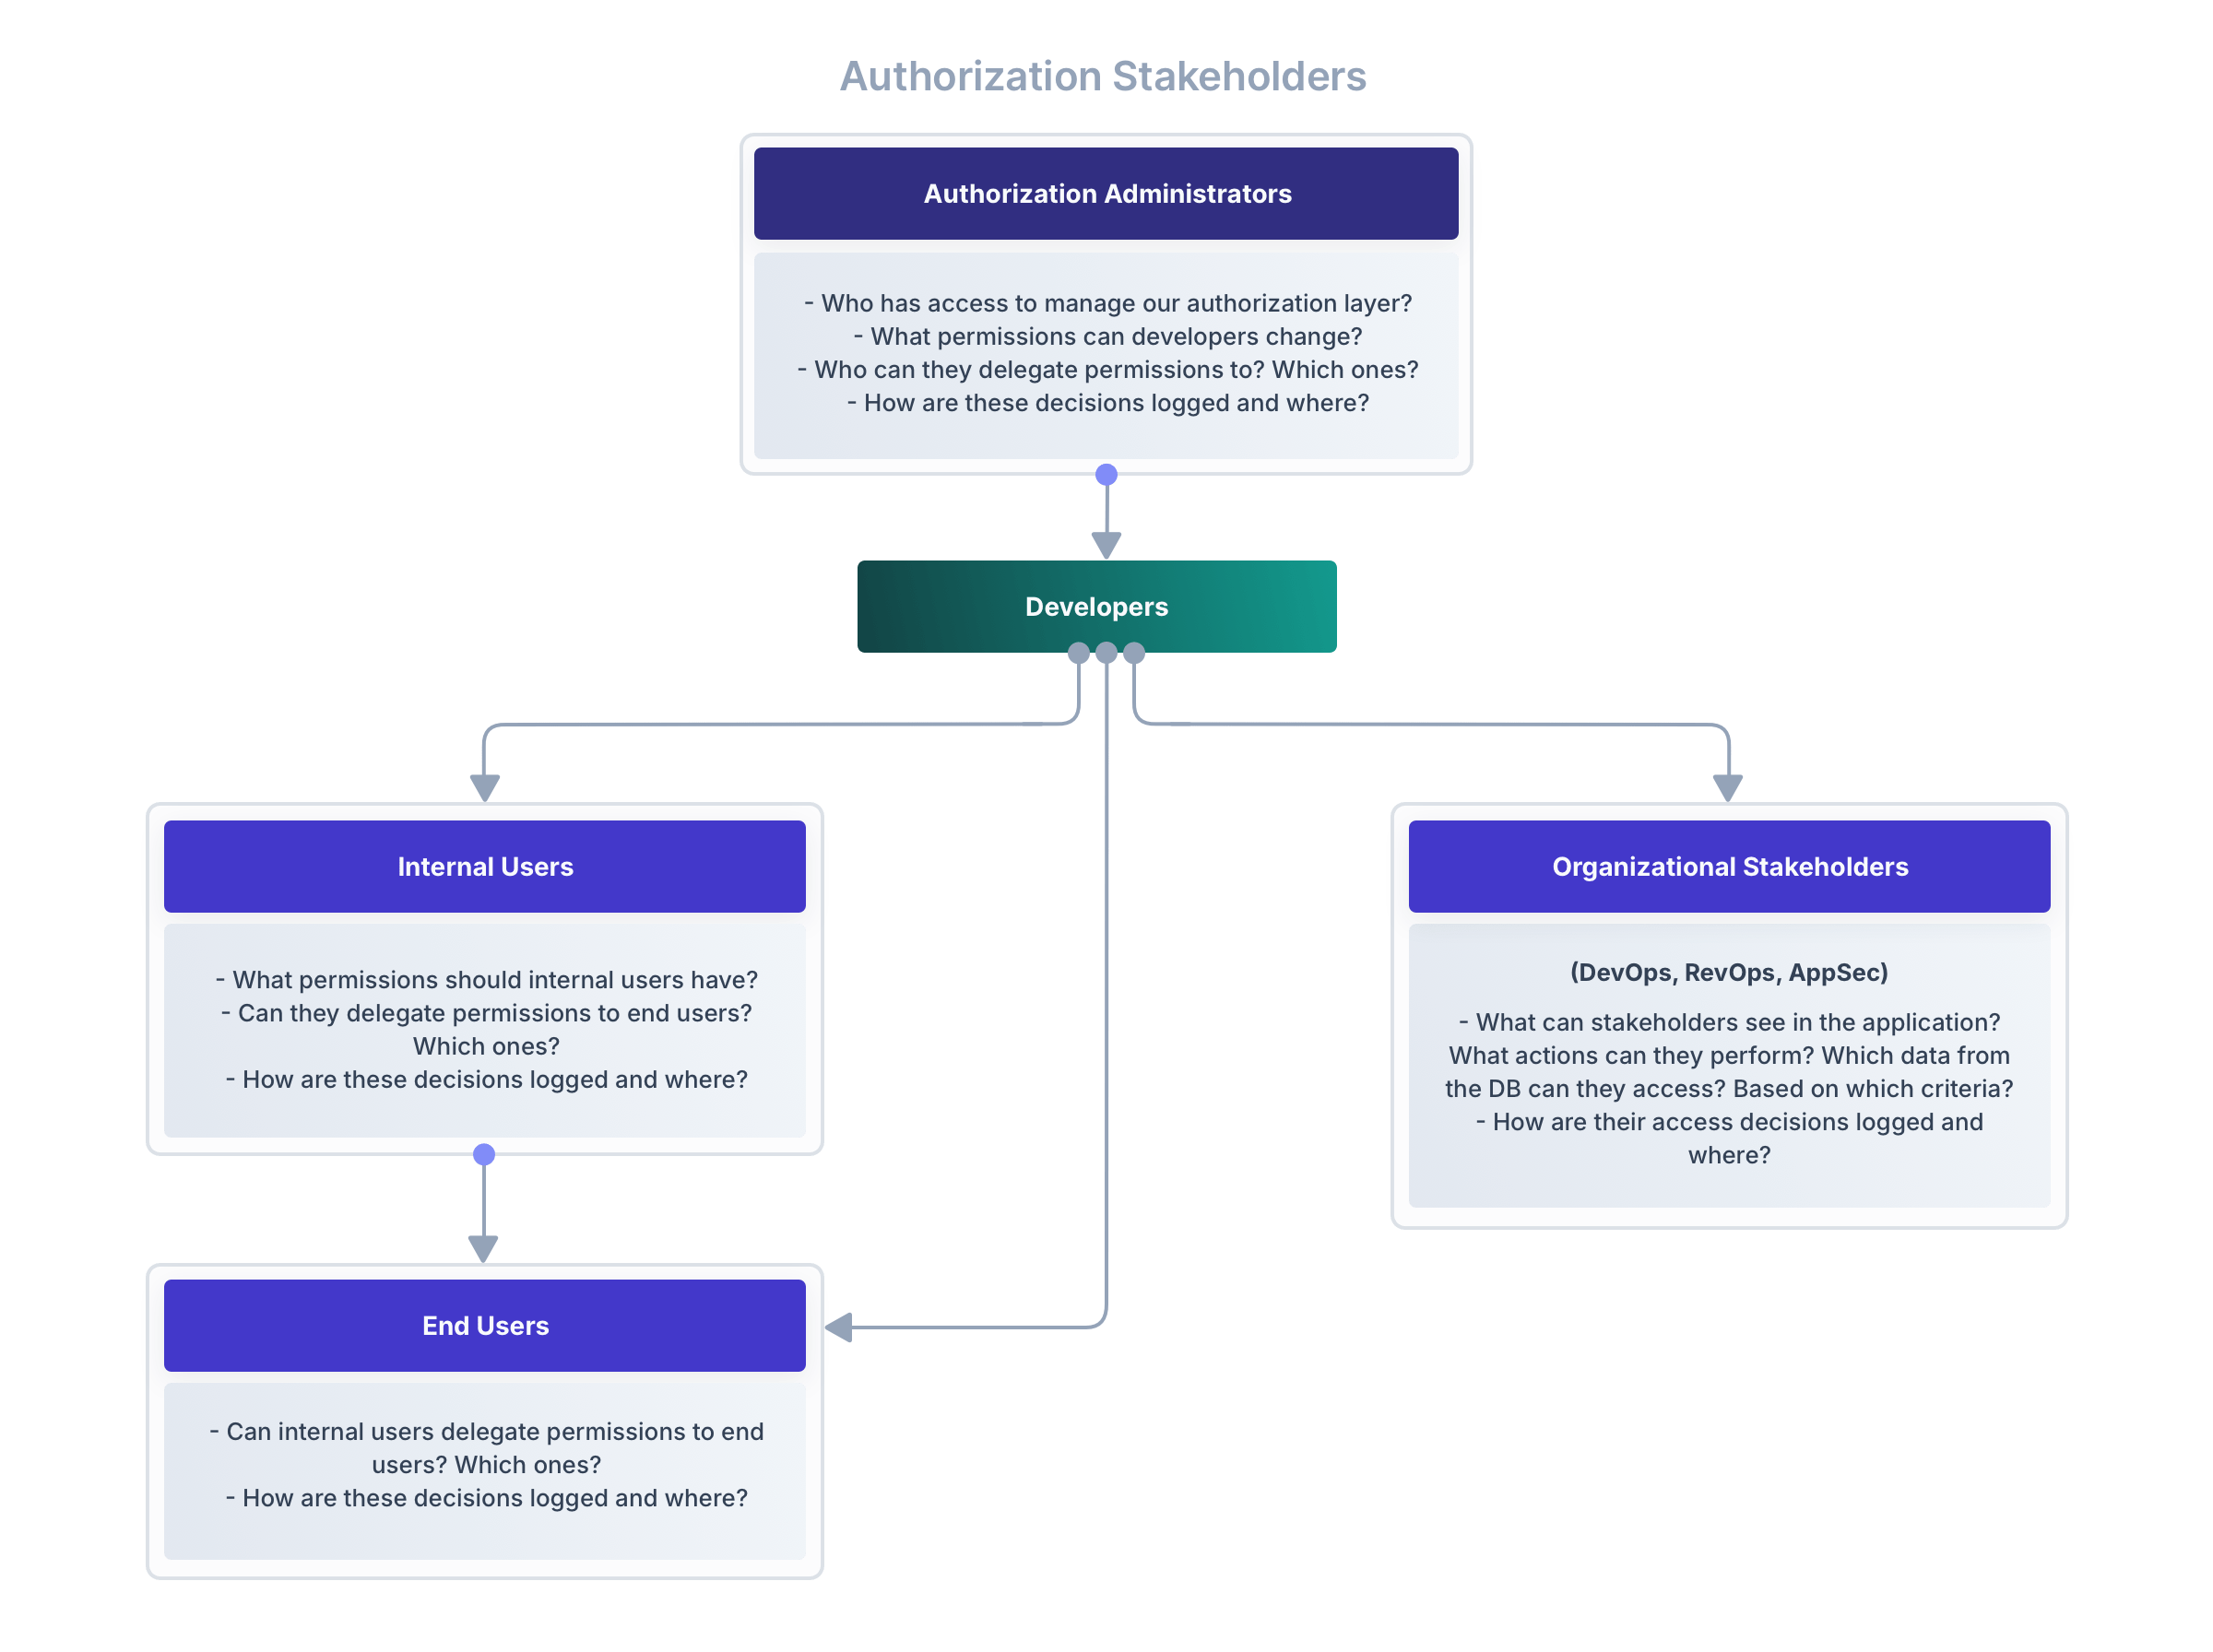 Authorization Stakeholders
Authorization Administrators
- Who has access to manage our authorization layer?
- What permissions can developers change?
- Who can they delegate permissions to? Which ones?
- How are these decisions logged and where?
Developers
Internal Users
- What permissions should internal users have?
- Can they delegate permissions to end users?
Which ones?
- How are these decisions logged and where?
Organizational Stakeholders
(DevOps, RevOps, AppSec)
- What can stakeholders see in the application?
What actions can they perform? Which data from
the DB can they access? Based on which criteria?
- How are their access decisions logged and
where?
End Users
- Can internal users delegate permissions to end
users? Which ones?
- How are these decisions logged and where?